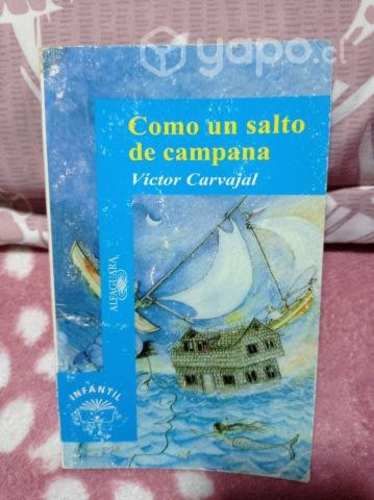 yapo.cl
Como un salto
de campana
Víctor Carvajal
ALFAGUARA
INFANTIL